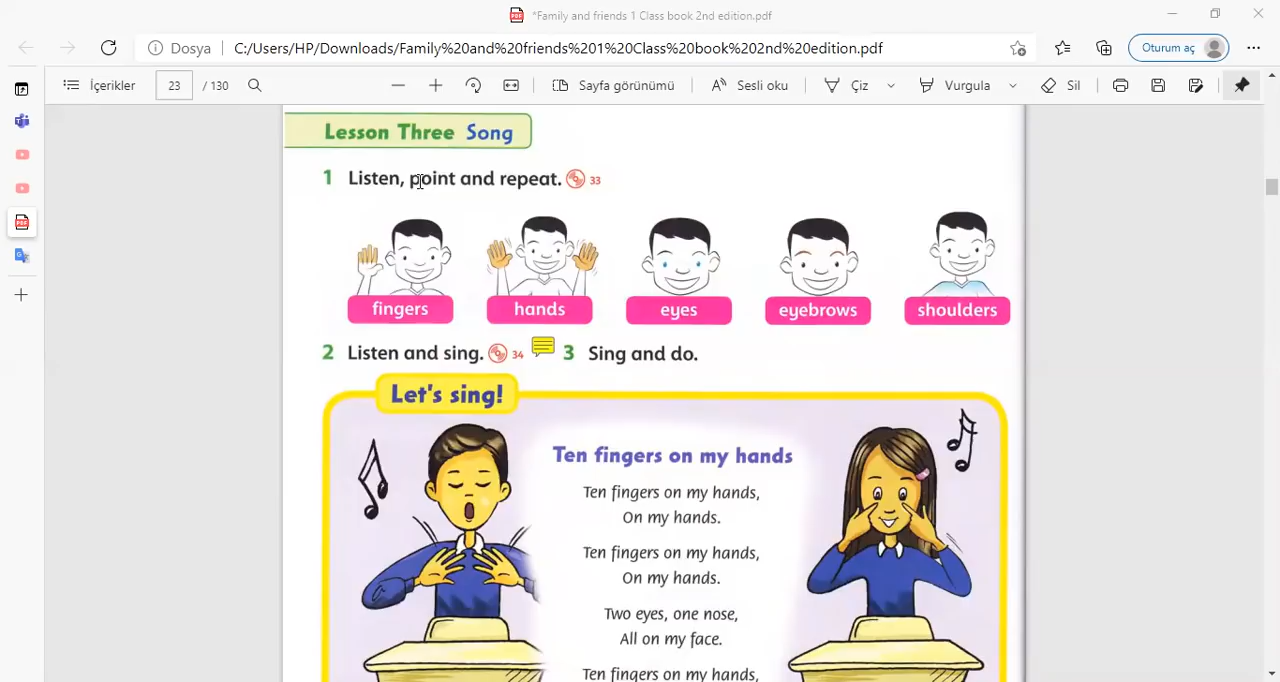 *Family and friends 1 Class book 2nd edition.pdf
Dosya C:/Users/HP/Downloads/Family%20and%20friends%201%20Class%20book%202nd%20edition.pdf Oturum aç
İçerikler 23 / 130 Sayfa görünümü Sesli oku Çiz Vurgula Sil
Lesson Three Song
1 Listen, point and repeat. 33
fingers hands eyes eyebrows shoulders
2 Listen and sing. 34 3 Sing and do.
Let's sing!
Ten fingers on my hands
Ten fingers on my hands,
On my hands.
Ten fingers on my hands,
On my hands.
Two eyes, one nose,
All on my face.
Ten fingers on my hands,